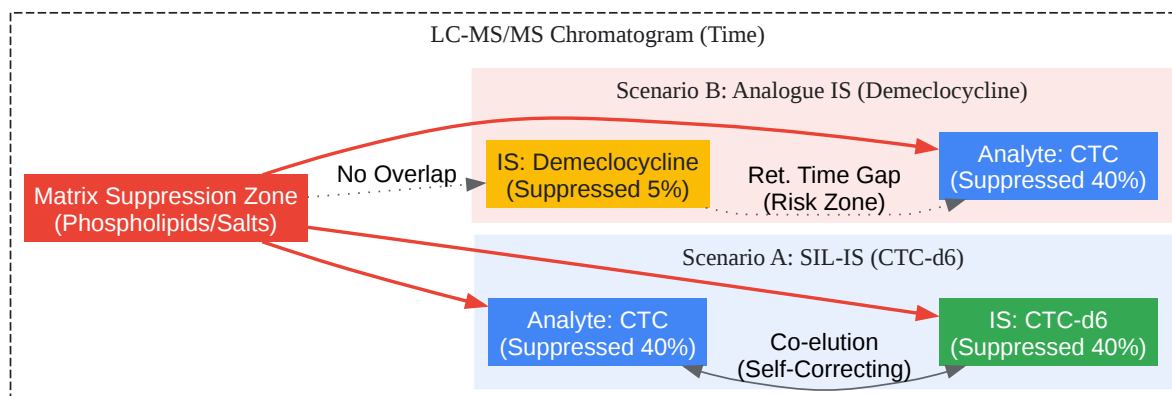 LC-MS/MS Chromatogram (Time)
Scenario B: Analogue IS (Demeclocycline)
No Overlap
IS: Demeclocycline
(Suppressed 5%)
Ret. Time Gap
(Risk Zone)
Analyte: CTC
(Suppressed 40%)
Matrix Suppression Zone
(Phospholipids/Salts)
Scenario A: SIL-IS (CTC-d6)
Analyte: CTC
(Suppressed 40%)
Co-elution
(Self-Correcting)
IS: CTC-d6
(Suppressed 40%)